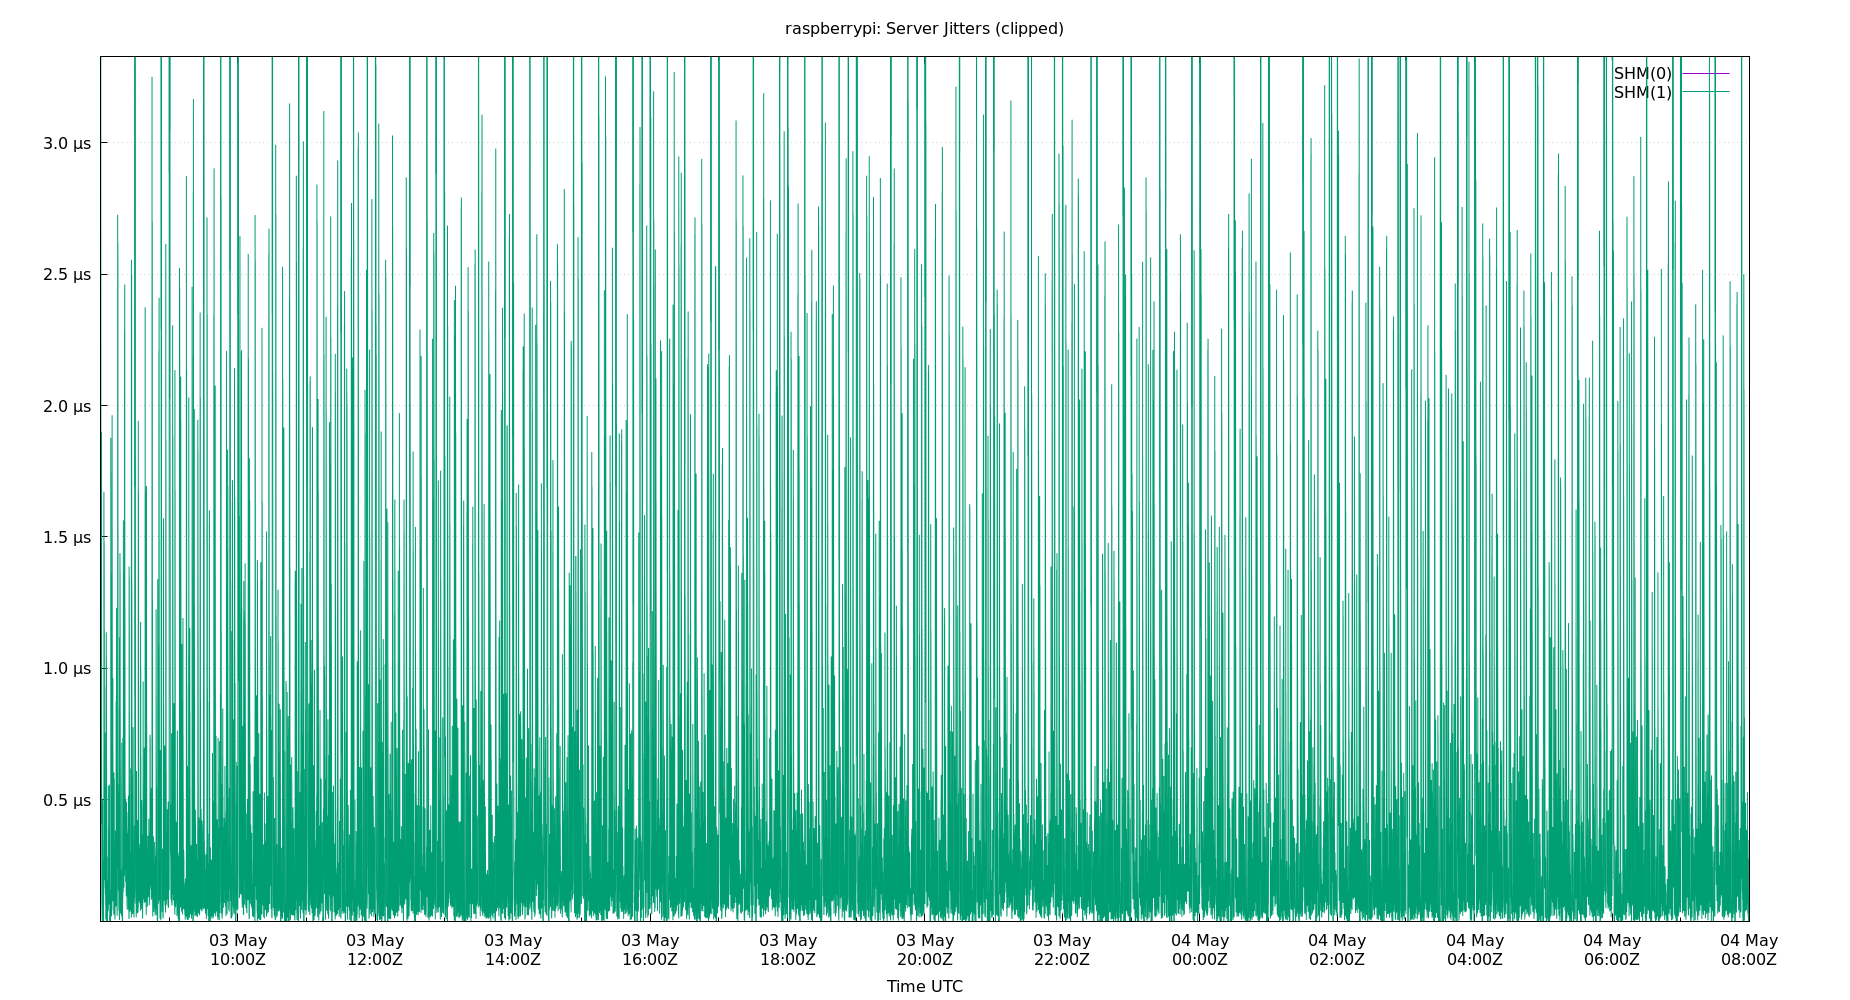 raspberrypi: Server Jitters (clipped)
SHM(0)
SHM(1)
3.0 μs
2.5 μs
2.0 μs
1.5 μs
1.0 μs
0.5 μs
03 May 03 May 03 May 03 May 03 May 03 May 03 May 04 May 04 May 04 May 04 May 04 May
10:00Z 12:00Z 14:00Z 16:00Z 18:00Z 20:00Z 22:00Z 00:00Z 02:00Z 04:00Z 06:00Z 08:00Z
Time UTC